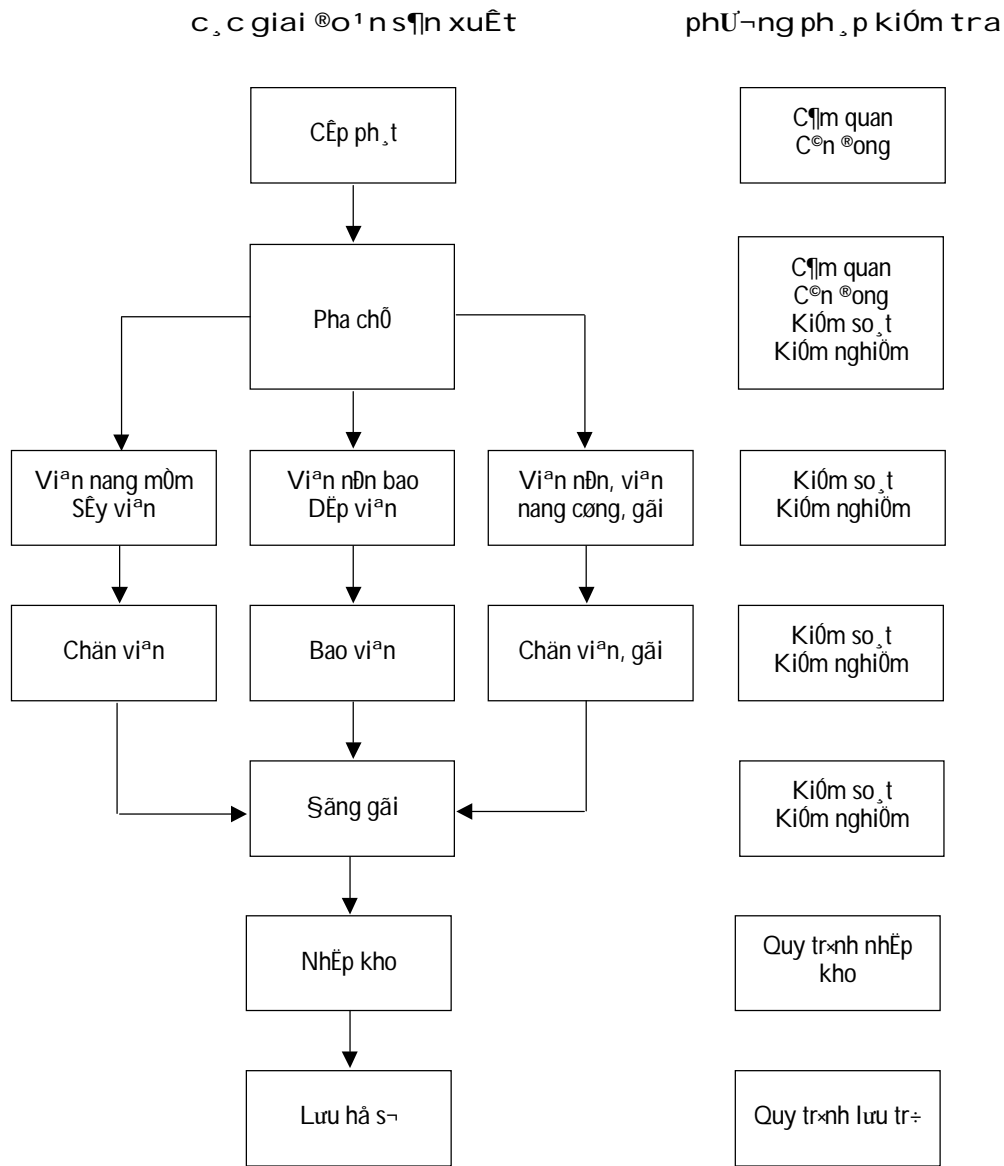 c¸c giai ®o¹n s¶n xuÊt
phƯ¬ng ph¸p kiÓm tra
CÊp ph¸t
C¶m quan
C©n ®ong
Pha chÕ
C¶m quan
C©n ®ong
KiÓm so¸t
KiÓm nghiÖm
Viªn nang mÒm
SÊy viªn
Viªn nÐn bao
DËp viªn
Viªn nÐn, viªn
nang cøng, gãi
KiÓm so¸t
KiÓm nghiÖm
Chän viªn
Bao viªn
Chän viªn, gãi
KiÓm so¸t
KiÓm nghiÖm
§ãng gãi
KiÓm so¸t
KiÓm nghiÖm
NhËp kho
Quy tr×nh nhËp
kho
Lưu hå s¬
Quy tr×nh lưu tr÷